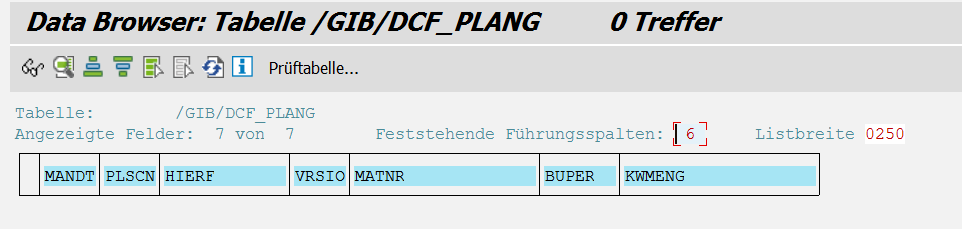 Data Browser: Tabelle /GIB/DCF_PLANG 0 Treffer
Prüftabelle...
Tabelle: /GIB/DCF_PLANG
Angezeigte Felder: 7 von 7 Feststehende Führungsspalten: 6 Listbreite 0250
MANDT PLSCN HIERF VRSIO MATNR BUPER KWMENG